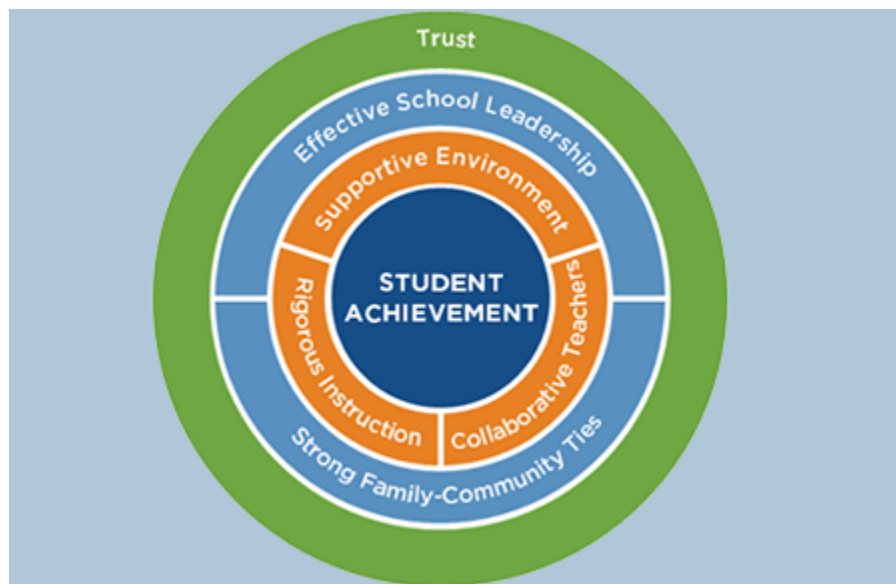 Trust
Effective School Leadership
Supportive Environment
STUDENT
ACHIEVEMENT
Rigorous Instruction
Collaborative Teachers
Strong Family-Community Ties